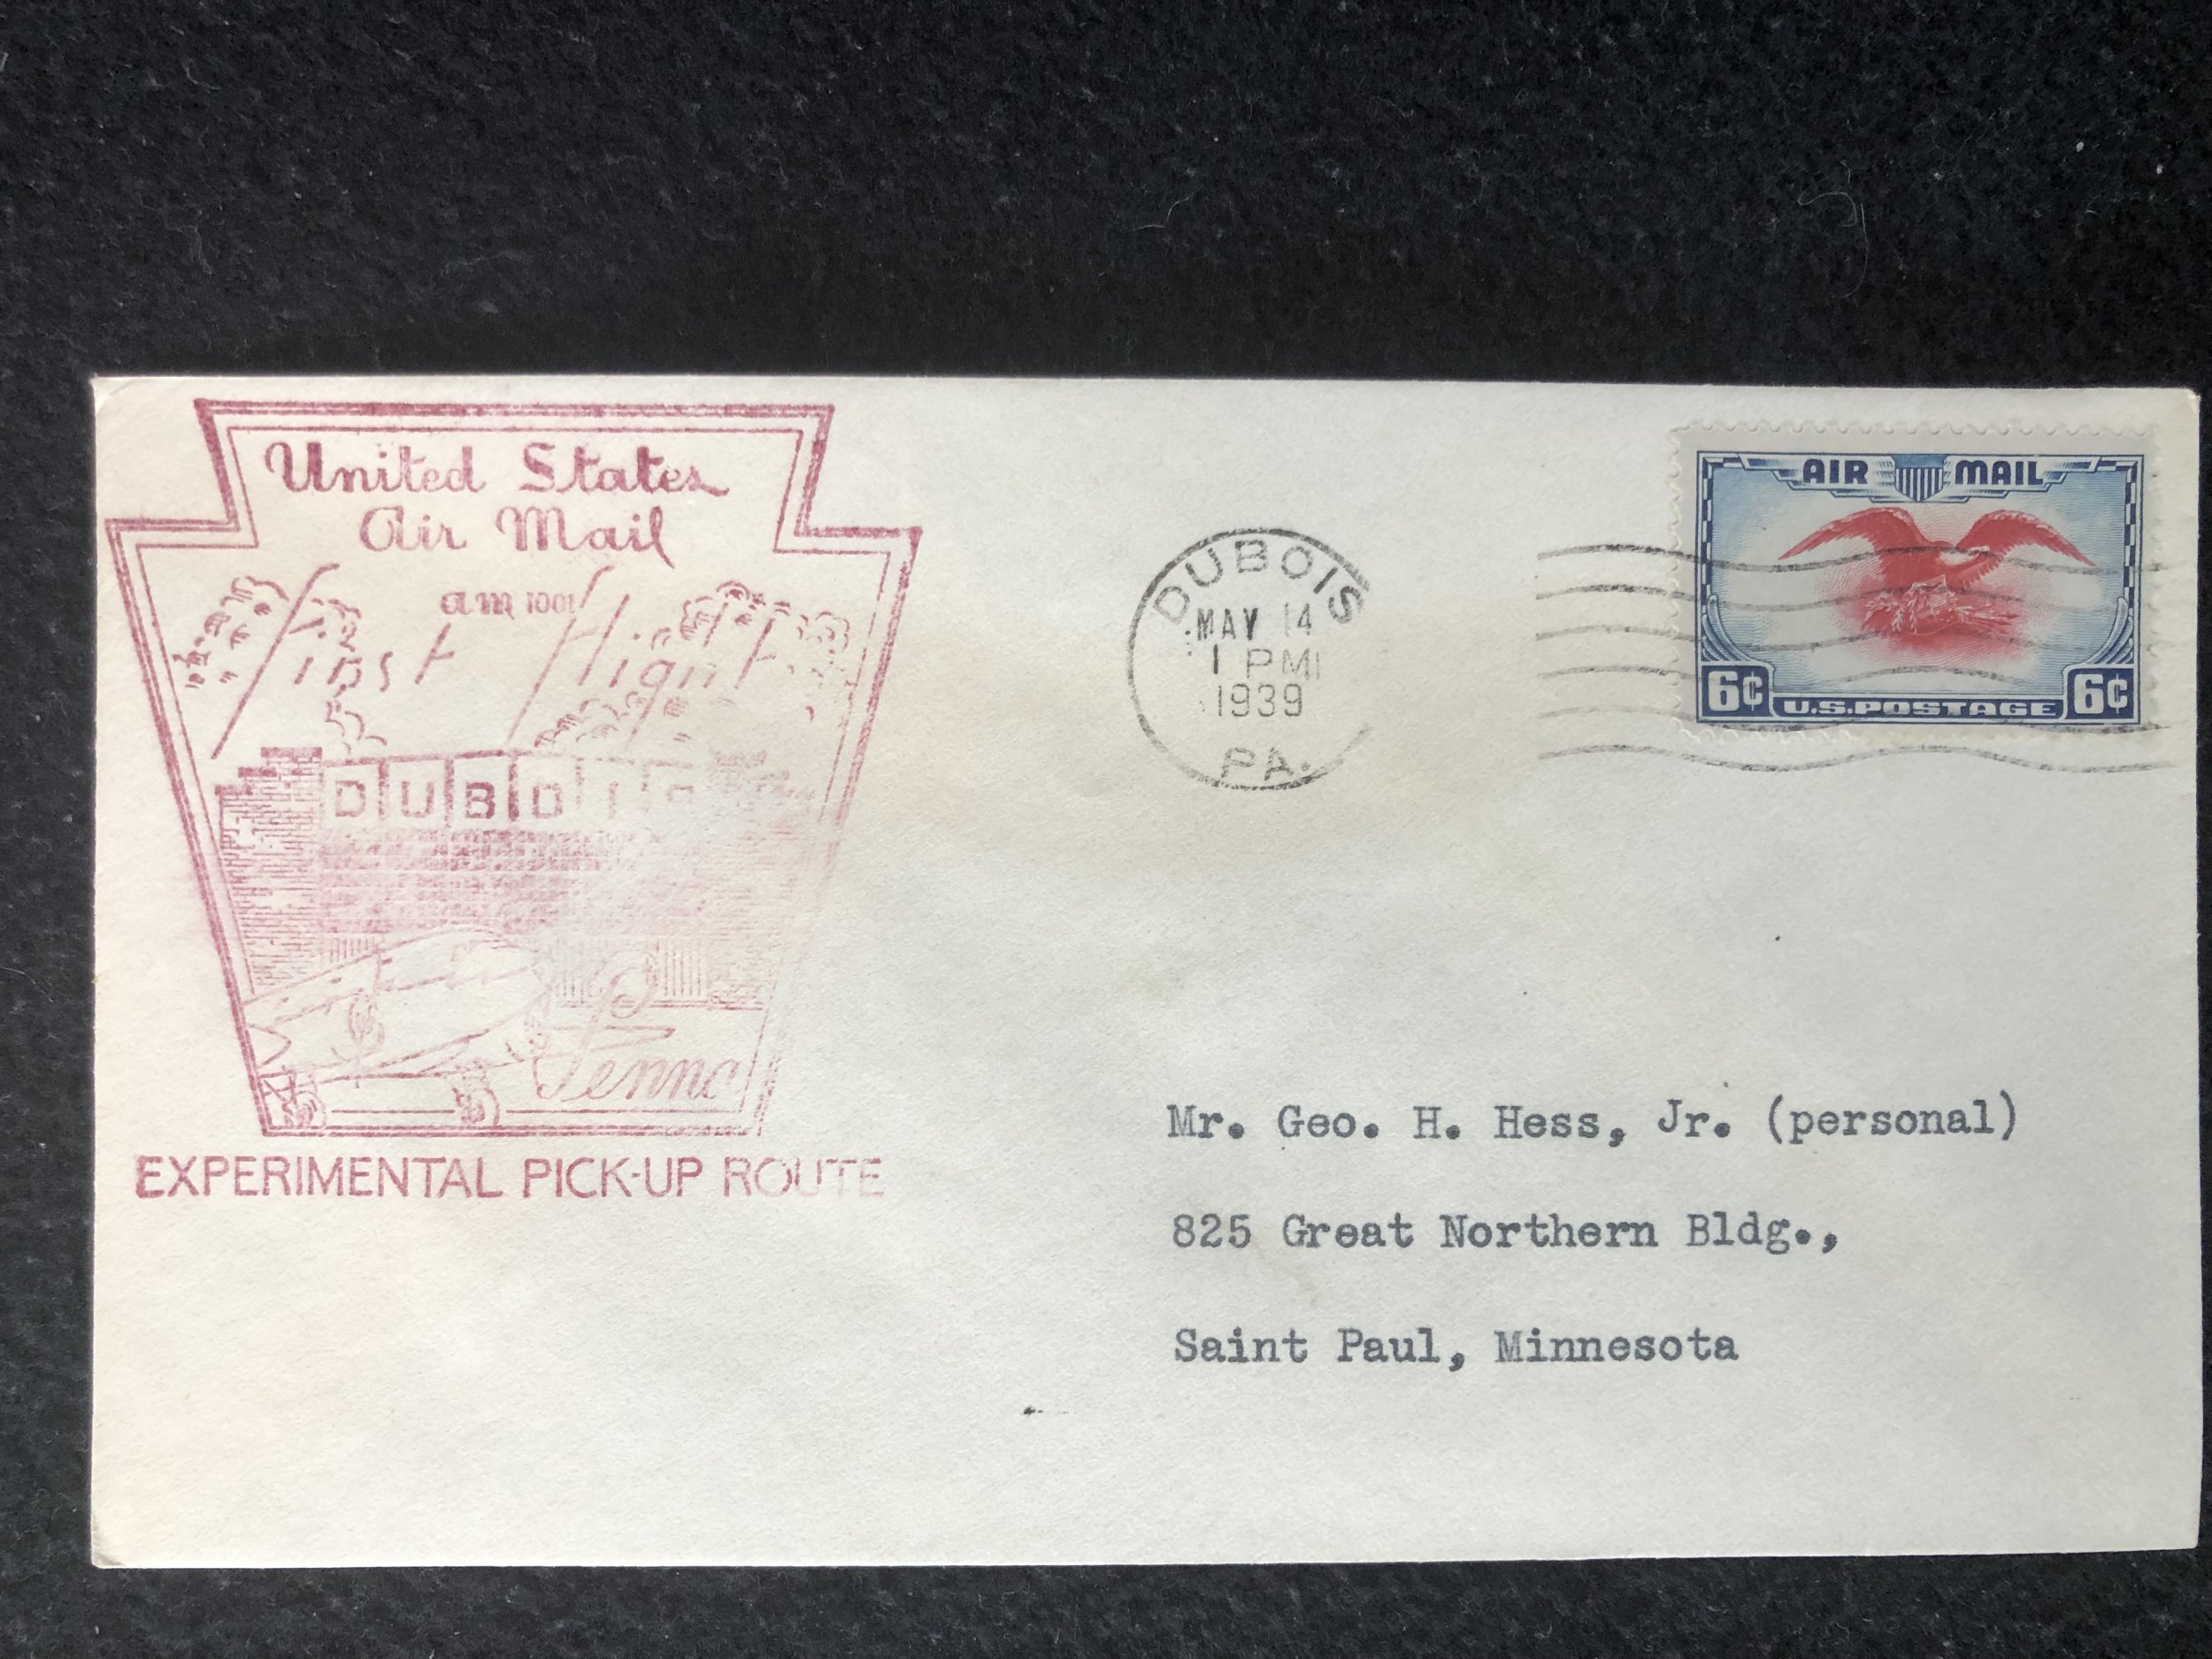 United States
Air Mail
AM 1001
First Flight
DUBOIS
Penna
EXPERIMENTAL PICK-UP ROUTE
DUBOIS
MAY 14
1 PM
1939
PA.
AIR MAIL
6¢ U.S.POSTAGE 6¢
Mr. Geo. H. Hess, Jr. (personal)
825 Great Northern Bldg.,
Saint Paul, Minnesota